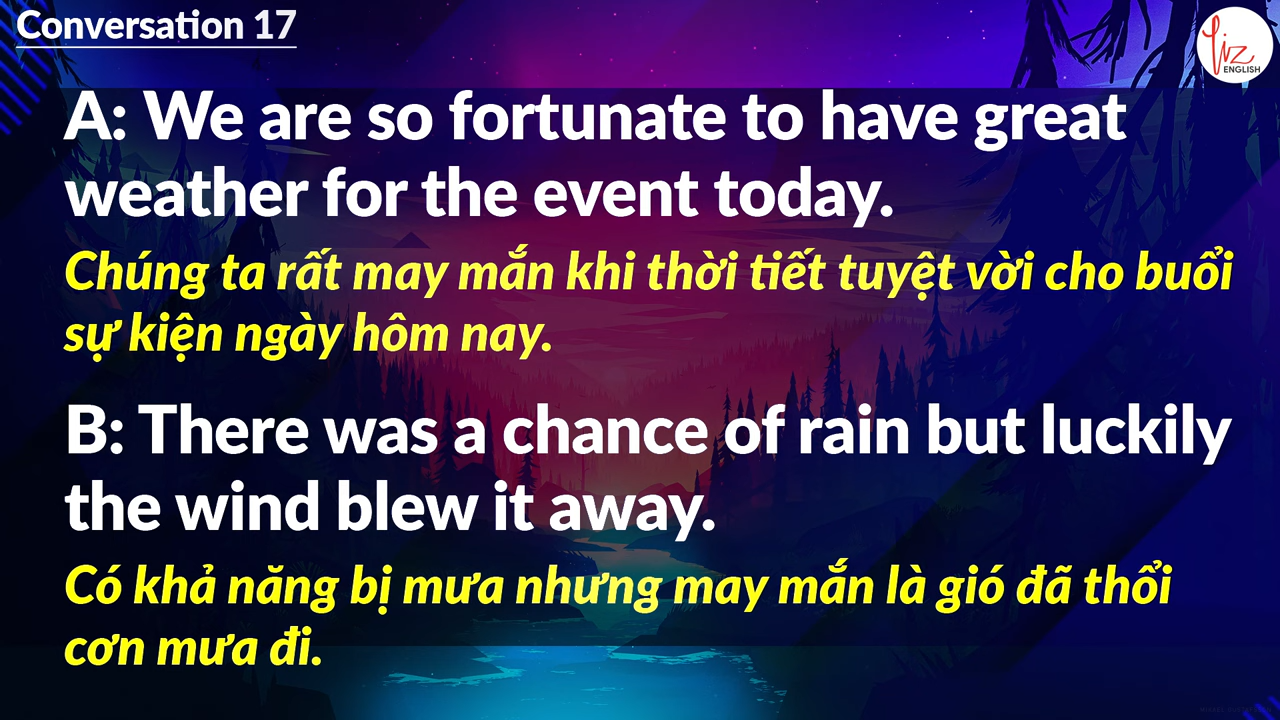 Conversation 17
Liz
ENGLISH
A: We are so fortunate to have great
weather for the event today.
Chúng ta rất may mắn khi thời tiết tuyệt vời cho buổi
sự kiện ngày hôm nay.
B: There was a chance of rain but luckily
the wind blew it away.
Có khả năng bị mưa nhưng may mắn là gió đã thổi
cơn mưa đi.